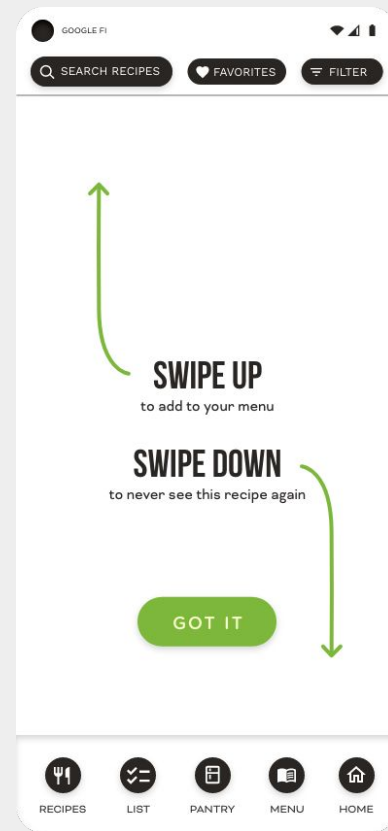 GOOGLE FI
SEARCH RECIPES FAVORITES FILTER
SWIPE UP
to add to your menu
SWIPE DOWN
to never see this recipe again
GOT IT
RECIPES LIST PANTRY MENU HOME